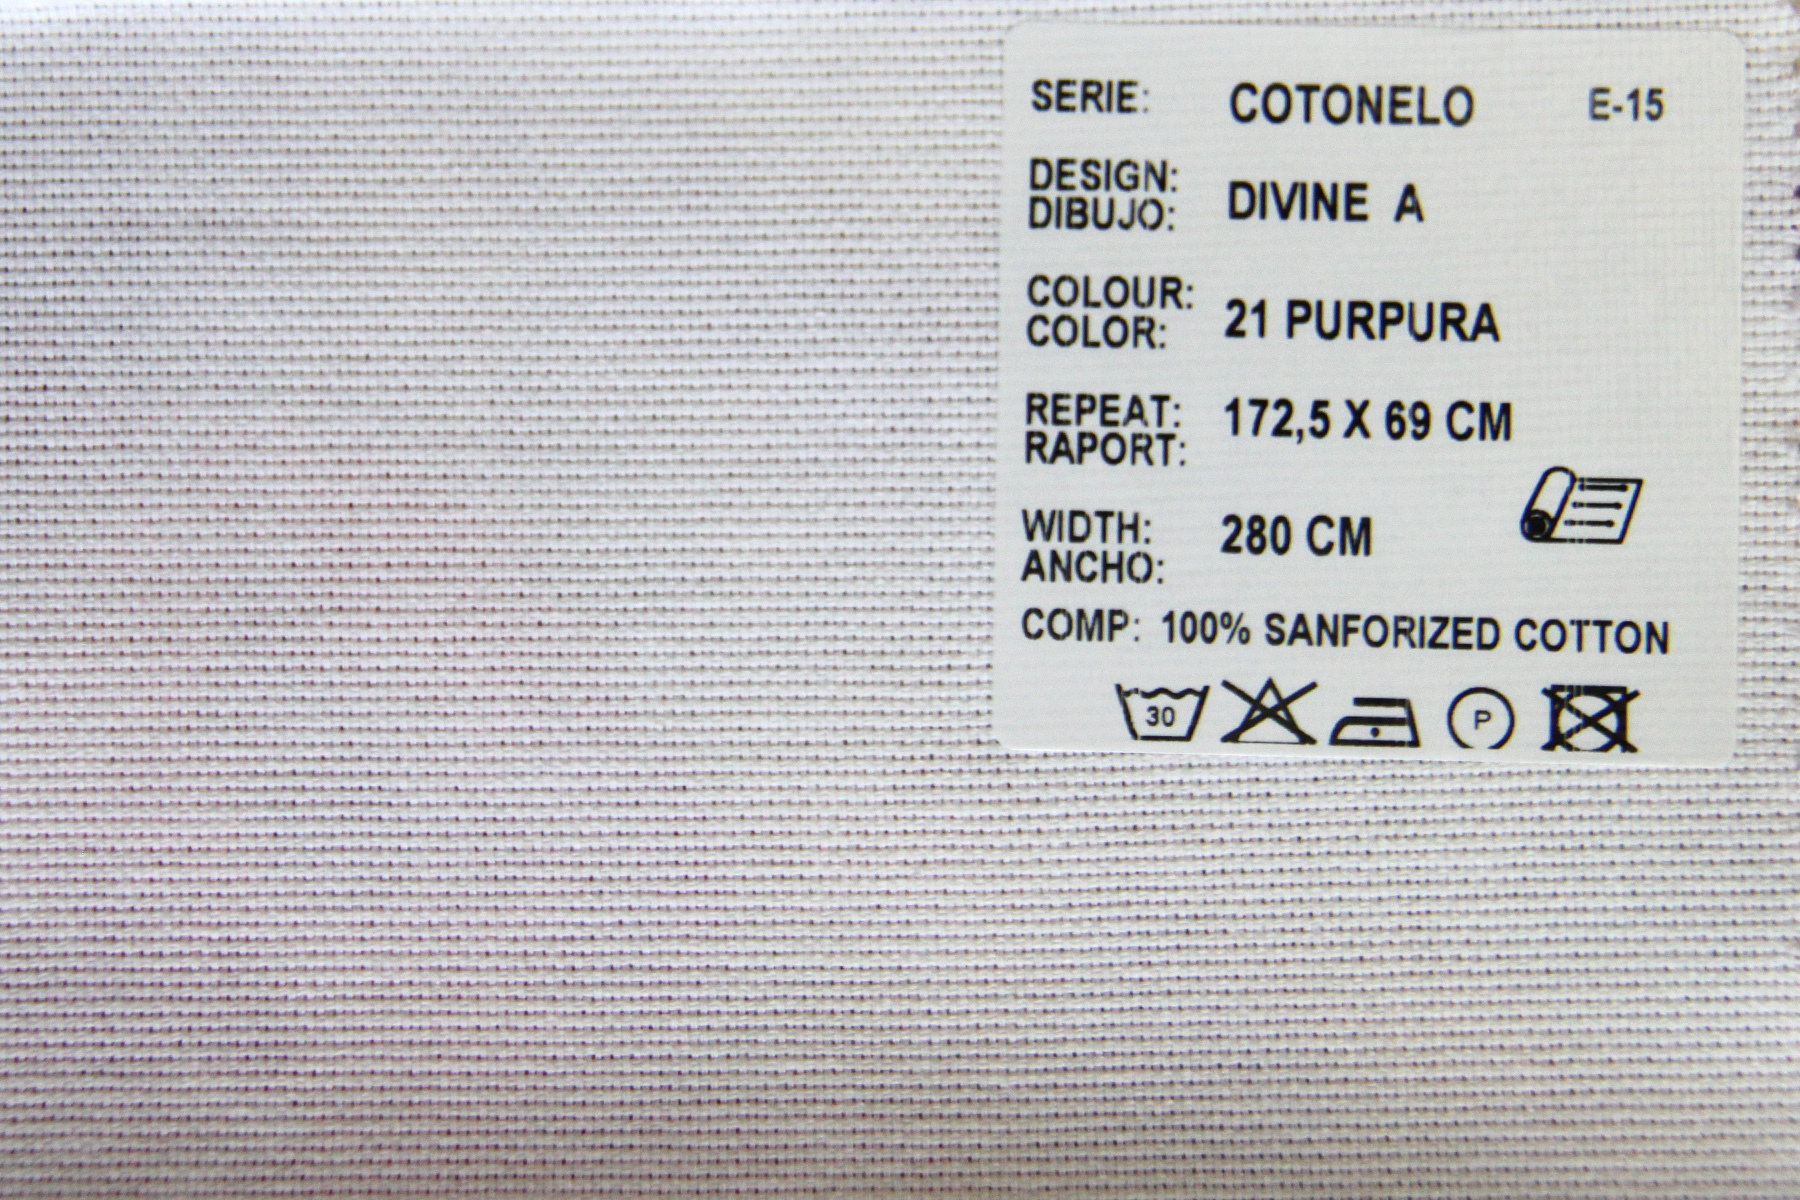 SERIE: COTONELO E-15
DESIGN:
DIBUJO: DIVINE A
COLOUR:
COLOR: 21 PURPURA
REPEAT:
RAPORT: 172,5 X 69 CM
WIDTH:
ANCHO: 280 CM
COMP: 100% SANFORIZED COTTON
30 P